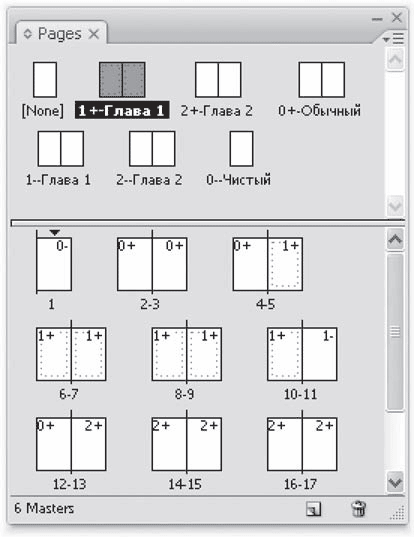 Pages
[None] 1+-Глава 1 2+-Глава 2 0+-Обычный
1--Глава 1 2--Глава 2 0--Чистый
0- 0+ 0+ 0+ 1+
1 2-3 4-5
1+ 1+ 1+ 1+ 1+ 1-
6-7 8-9 10-11
0+ 2+ 2+ 2+ 2+ 2+
12-13 14-15 16-17
6 Masters